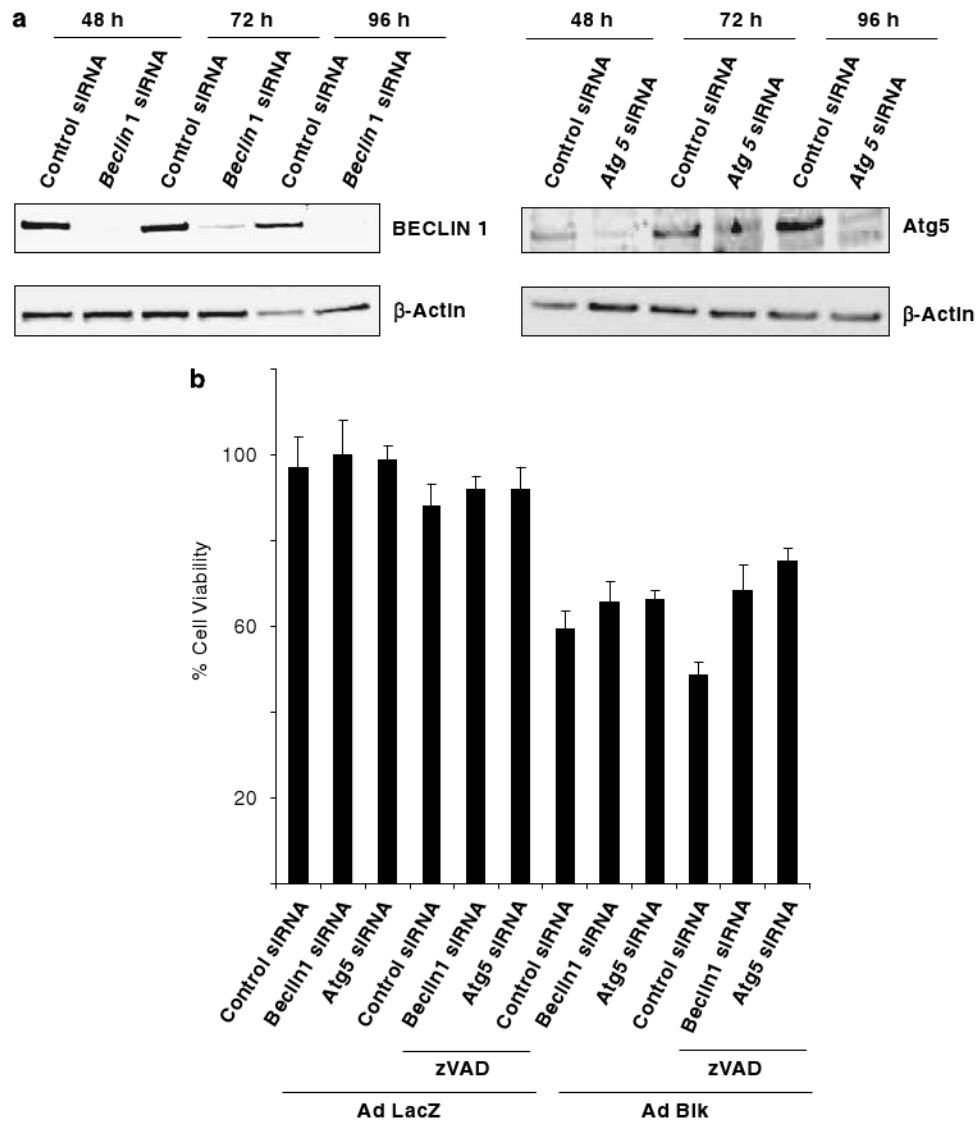 a
48 h 72 h 96 h
Control siRNA Beclin 1 siRNA Control siRNA Beclin 1 siRNA Control siRNA Beclin 1 siRNA
BECLIN 1
β-Actin
48 h 72 h 96 h
Control siRNA Atg 5 siRNA Control siRNA Atg 5 siRNA Control siRNA Atg 5 siRNA
Atg5
β-Actin
b
% Cell Viability
100
60
20
Control siRNA Beclin1 siRNA Atg5 siRNA Control siRNA Beclin1 siRNA Atg5 siRNA Control siRNA Beclin1 siRNA Atg5 siRNA Control siRNA Beclin1 siRNA Atg5 siRNA
zVAD zVAD
Ad LacZ Ad Blk